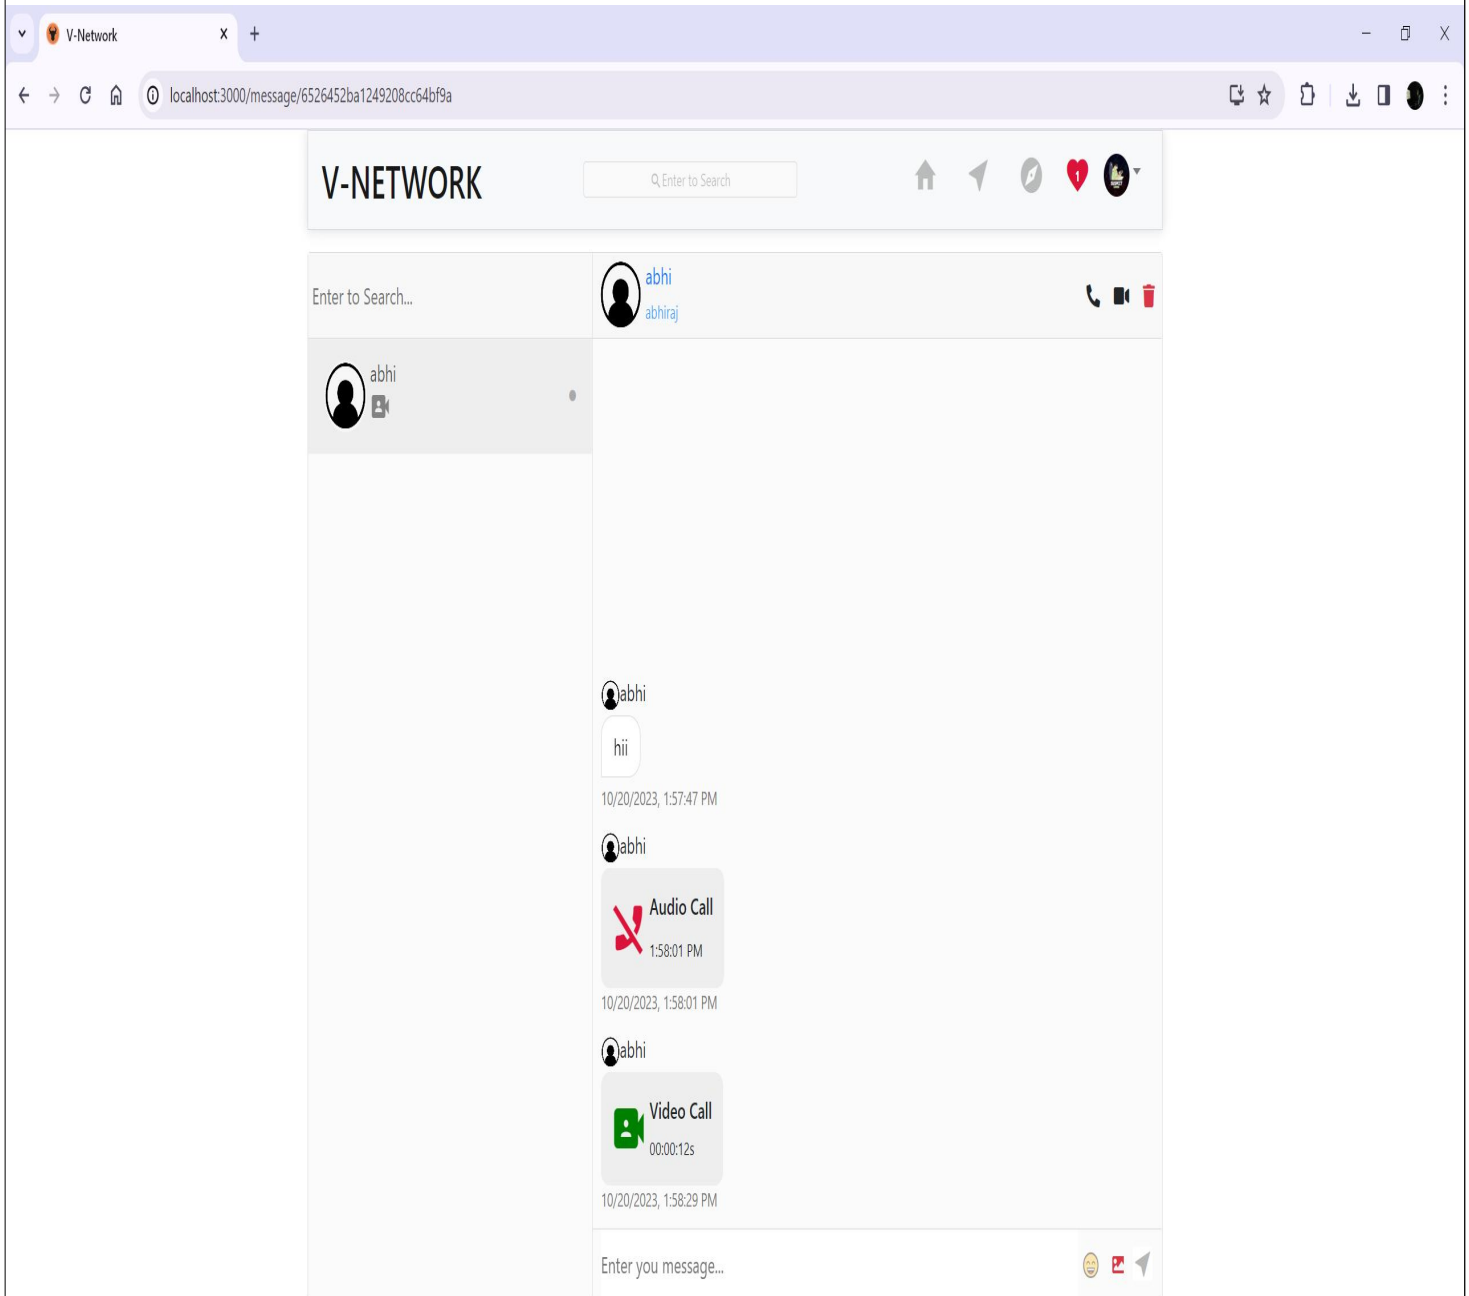 V-Network
localhost:3000/message/6526452ba1249208cc64bf9a
V-NETWORK
Enter to Search
1
Enter to Search...
abhi
abhiraj
abhi
abhi
hii
10/20/2023, 1:57:47 PM
abhi
Audio Call
1:58:01 PM
10/20/2023, 1:58:01 PM
abhi
Video Call
00:00:12s
10/20/2023, 1:58:29 PM
Enter you message...